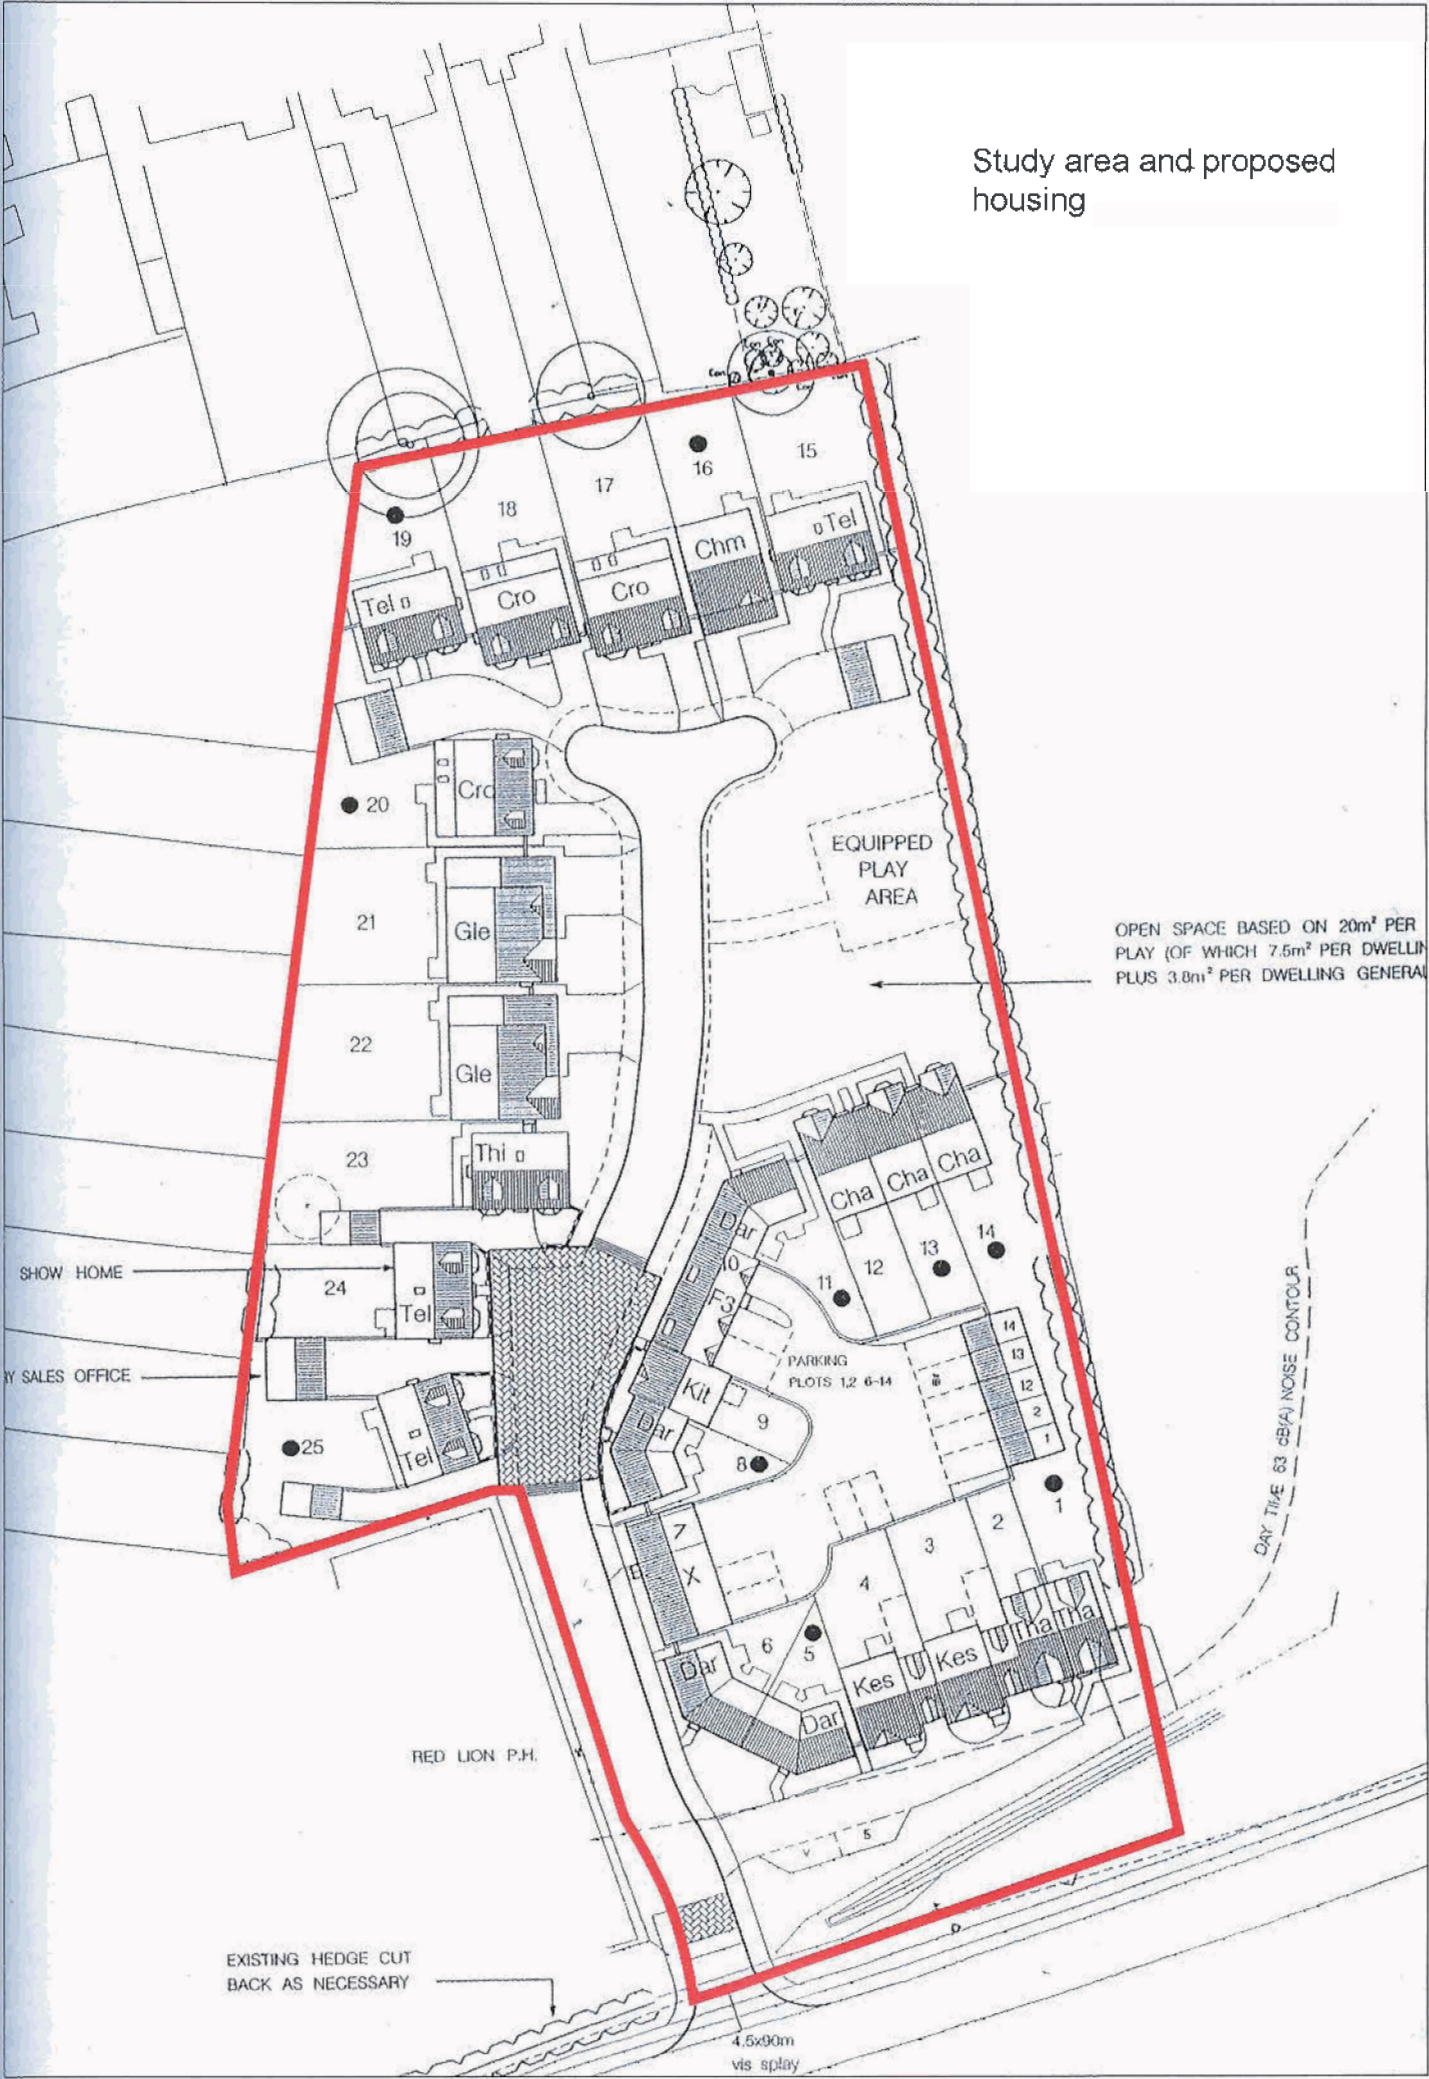 Study area and proposed
housing
15
16
17
18
19
Tel
Chm
Cro
Cro
Tel
20
Cro
EQUIPPED
PLAY
AREA
21
Gle
OPEN SPACE BASED ON 20m² PER
PLAY (OF WHICH 7.5m² PER DWELLIN
PLUS 3.8m² PER DWELLING GENERAL
22
Gle
23
Thi
Cha Cha Cha
Dar
SHOW HOME
24
Tel
10
F3
11
12
13
14
14
13
12
2
1
PARKING
PLOTS 1,2 6-14
Y SALES OFFICE
Kit
Dar
9
8
25
Tel
DAY TIME 63 dB(A) NOISE CONTOUR
1
2
3
4
7
X
6
5
Dar
Dar
Kes
Kes
Tha
Tha
RED LION P.H.
5
EXISTING HEDGE CUT
BACK AS NECESSARY
4.5x90m
vis splay